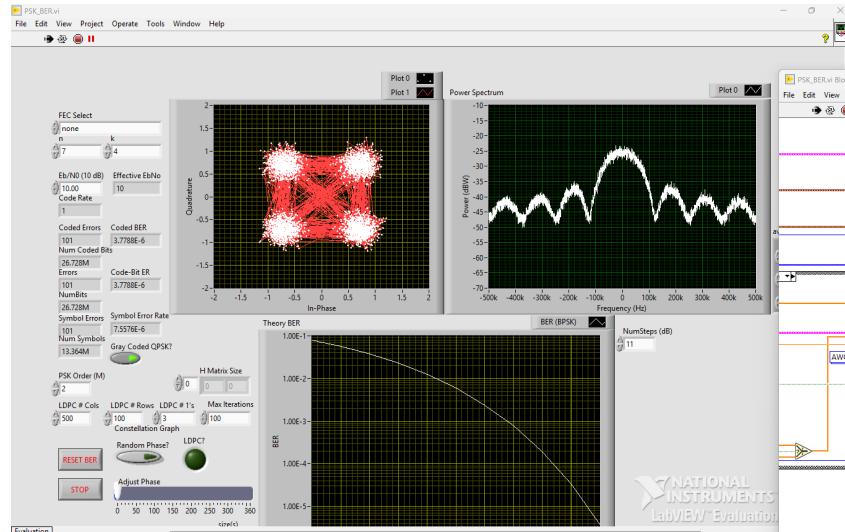 PSK_BER.vi
File Edit View Project Operate Tools Window Help
Plot 0
Plot 1
Power Spectrum
Plot 0
PSK_BER.vi Blo
File Edit View
FEC Select
none
n k
7 4
Eb/N0 (10 dB) Effective EbNo
10.00 10
Code Rate
1
Coded Errors Coded BER
101 3.7788E-6
Num Coded Bits
26.728M
Errors Code-Bit ER
101 3.7788E-6
NumBits
26.728M
Symbol Errors Symbol Error Rate
101 7.5576E-6
Num Symbols
13.364M
Gray Coded QPSK?
PSK Order (M)
2
H Matrix Size
0 0 0
LDPC # Cols LDPC # Rows LDPC # 1's Max Iterations
500 100 3 100
Constellation Graph
Random Phase? LDPC?
RESET BER
STOP
Adjust Phase
0 50 100 150 200 250 300 360
size(s)
Evaluation
Quadrature
2
1.5
1
0.5
0
-0.5
-1
-1.5
-2
-2 -1.5 -1 -0.5 0 0.5 1 1.5 2
In-Phase
Power (dBW)
-10
-15
-20
-25
-30
-35
-40
-45
-50
-55
-60
-65
-70
-500k -400k -300k -200k -100k 0 100k 200k 300k 400k 500k
Frequency (Hz)
Theory BER
BER (BPSK)
NumSteps (dB)
11
BER
1.00E-1
1.00E-2
1.00E-3
1.00E-4
1.00E-5
NATIONAL
INSTRUMENTS
LabVIEW™ Evaluation
AWG